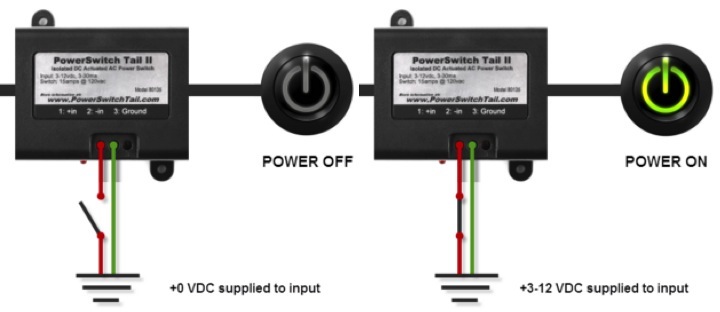 PowerSwitch Tail II
Isolated DC Actuated AC Power Switch
Input: 3-12vdc, 3-30ma
Switch: 15amps @ 120vac
Model 80135
www.PowerSwitchTail.com
1: +in 2: -in 3: Ground
POWER OFF
+0 VDC supplied to input
PowerSwitch Tail II
Isolated DC Actuated AC Power Switch
Input: 3-12vdc, 3-30ma
Switch: 15amps @ 120vac
Model 80135
www.PowerSwitchTail.com
1: +in 2: -in 3: Ground
POWER ON
+3-12 VDC supplied to input